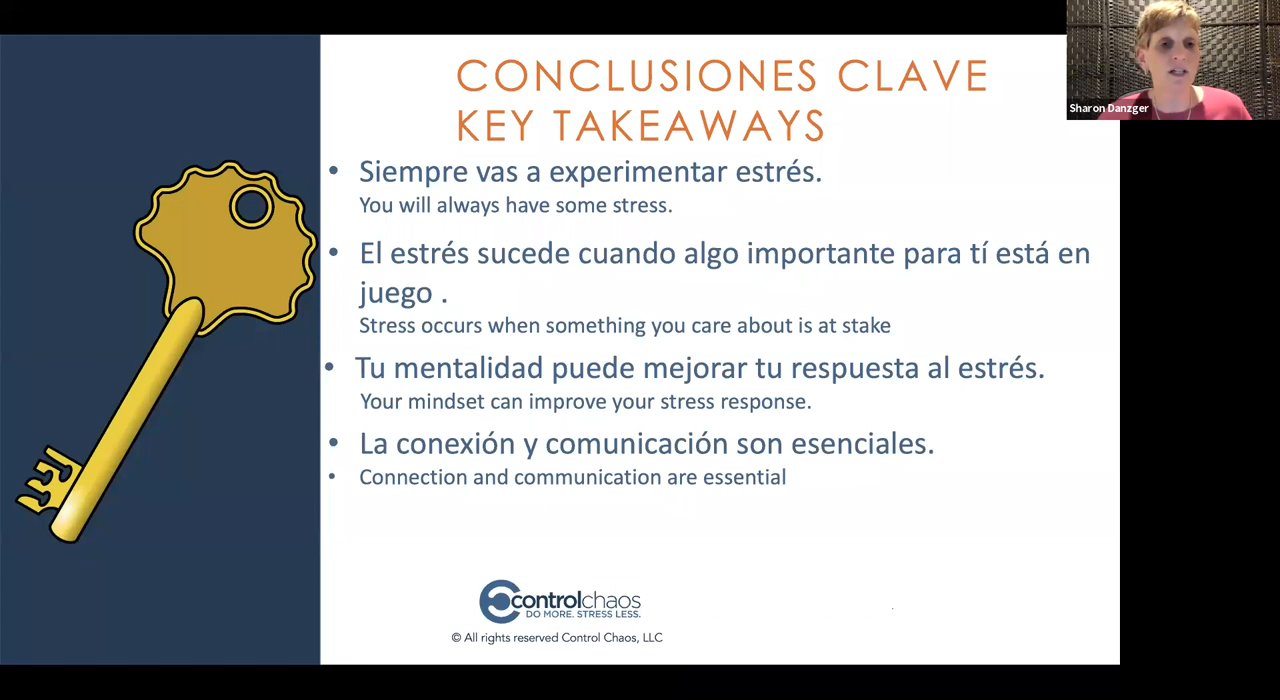 CONCLUSIONES CLAVE
KEY TAKEAWAYS
Sharon Danzger
• Siempre vas a experimentar estrés.
You will always have some stress.
• El estrés sucede cuando algo importante para tí está en
juego .
Stress occurs when something you care about is at stake
• Tu mentalidad puede mejorar tu respuesta al estrés.
Your mindset can improve your stress response.
• La conexión y comunicación son esenciales.
• Connection and communication are essential
controlchaos
DO MORE. STRESS LESS.
© All rights reserved Control Chaos, LLC